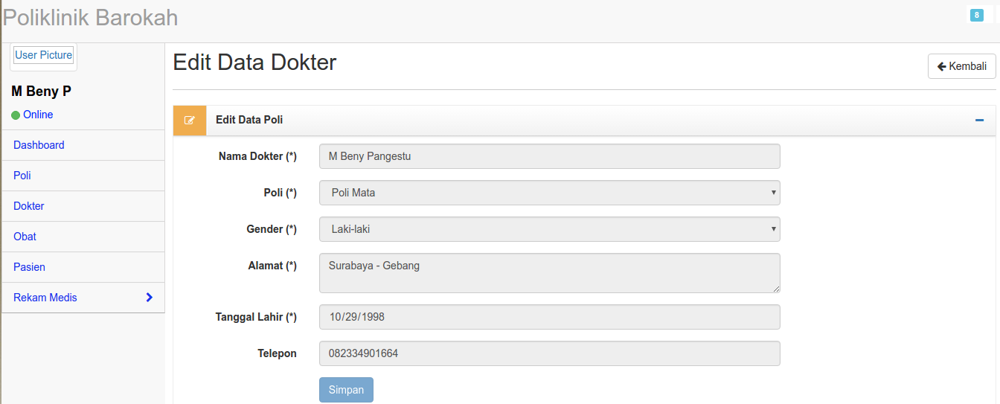 Poliklinik Barokah
8
User Picture
M Beny P
Online
Dashboard
Poli
Dokter
Obat
Pasien
Rekam Medis
Edit Data Dokter
Kembali
Edit Data Poli
Nama Dokter (*) M Beny Pangestu
Poli (*) Poli Mata
Gender (*) Laki-laki
Alamat (*) Surabaya - Gebang
Tanggal Lahir (*) 10/29/1998
Telepon 082334901664
Simpan